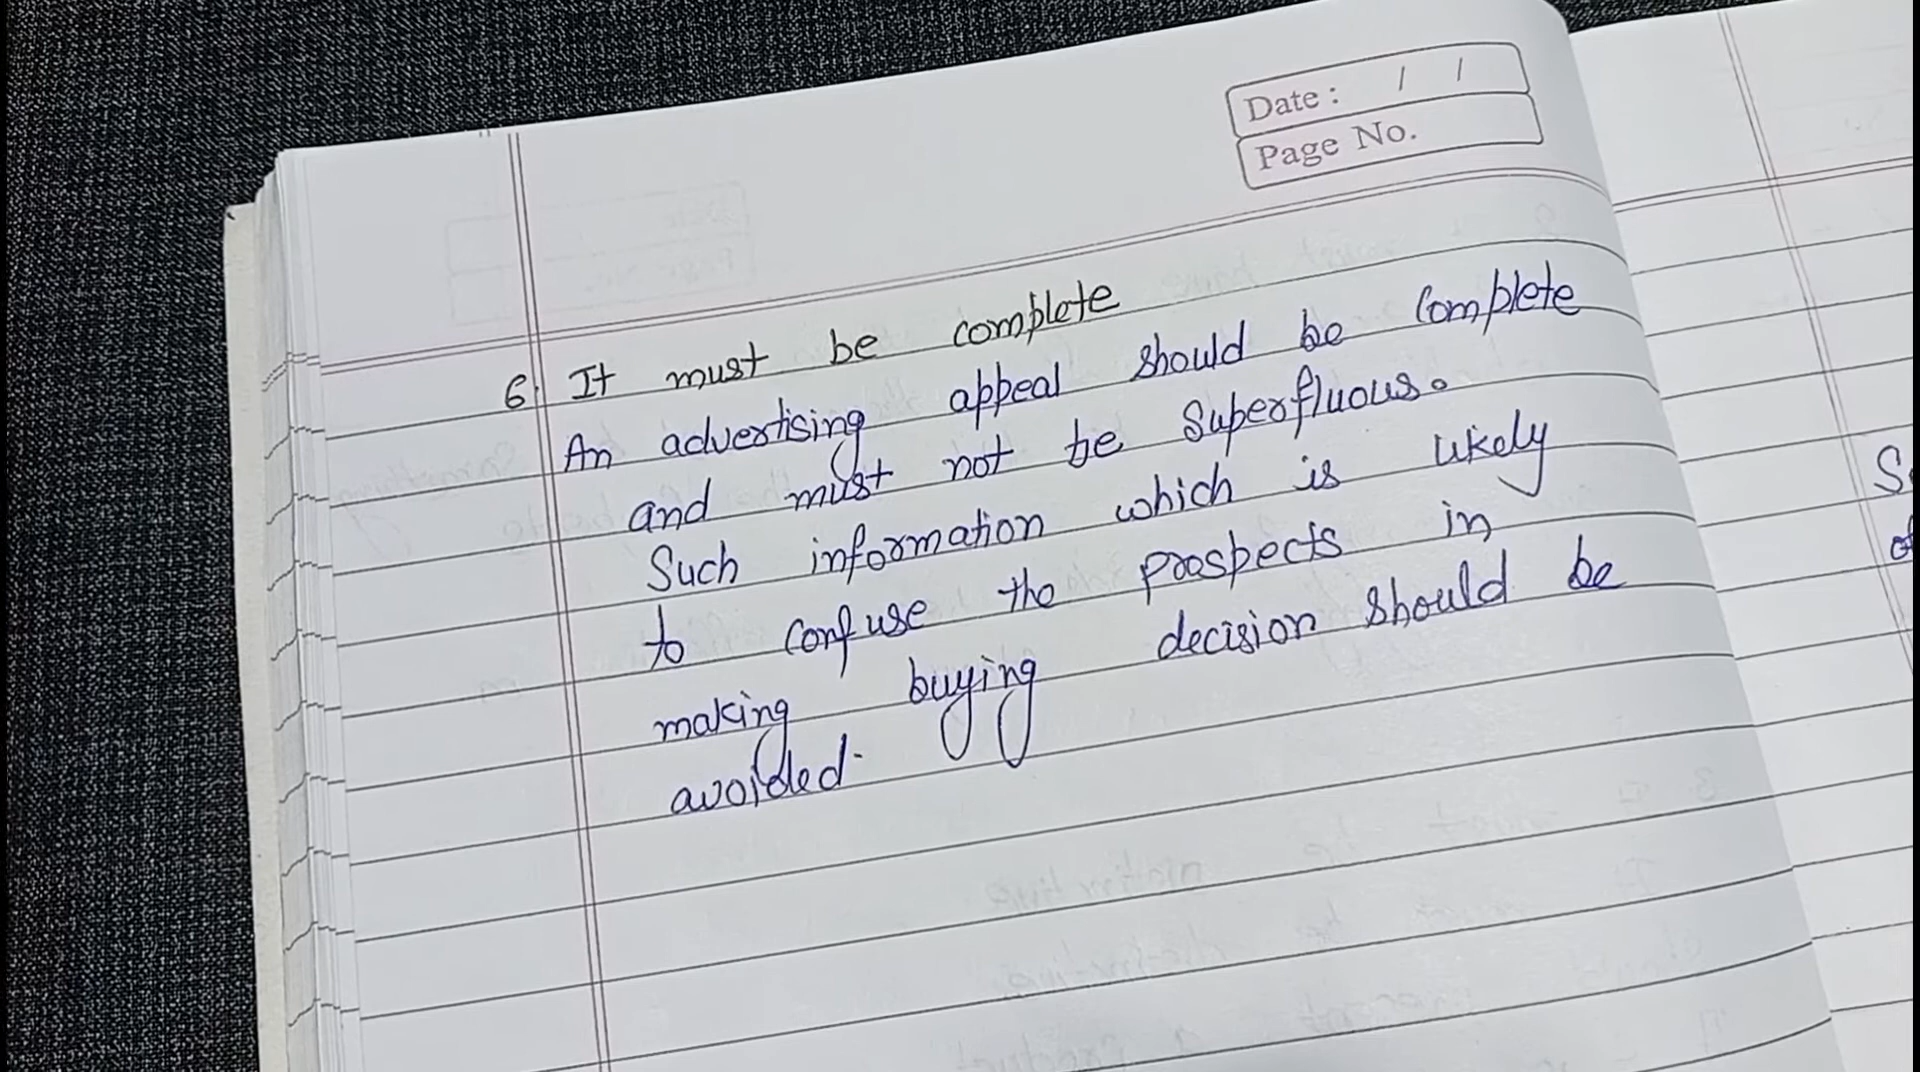 Date : / /
Page No.
6. It must be complete
An advertising appeal should be complete
and must not be superfluous.
Such information which is likely
to confuse the prospects in
making buying decision should be
avoided.